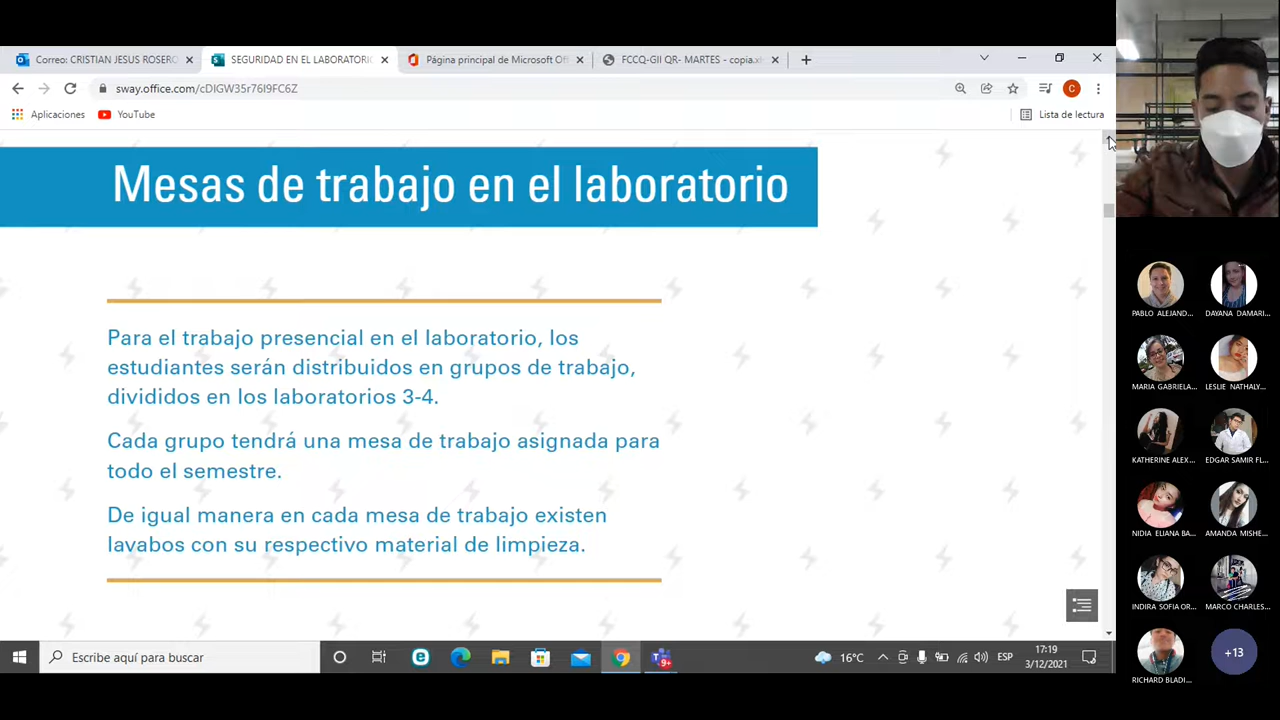 Correo: CRISTIAN JESUS ROSERO
SEGURIDAD EN EL LABORATORIO
Página principal de Microsoft Of
FCCQ-GII QR- MARTES - copia.xl
sway.office.com/cDIGW35r76I9FC6Z
Aplicaciones
YouTube
C
Lista de lectura
Mesas de trabajo en el laboratorio
Para el trabajo presencial en el laboratorio, los
estudiantes serán distribuidos en grupos de trabajo,
divididos en los laboratorios 3-4.
Cada grupo tendrá una mesa de trabajo asignada para
todo el semestre.
De igual manera en cada mesa de trabajo existen
lavabos con su respectivo material de limpieza.
PABLO ALEJAND...
DAYANA DAMARI...
MARIA GABRIELA...
LESLIE NATHALY...
KATHERINE ALEX...
EDGAR SAMIR FL...
NIDIA ELIANA BA...
AMANDA MISHE...
INDIRA SOFIA OR...
MARCO CHARLES...
RICHARD BLADI...
+13
Escribe aquí para buscar
9+
16°C
ESP
17:19
3/12/2021